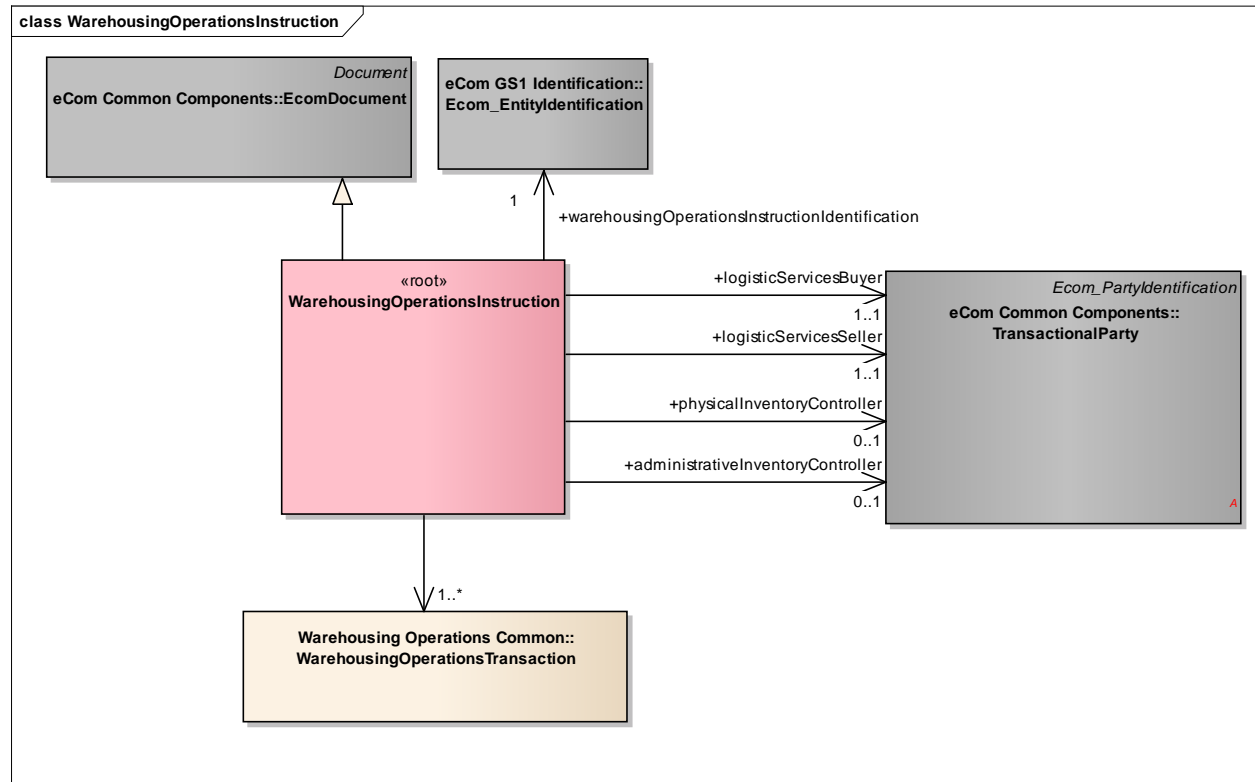 class WarehousingOperationsInstruction
Document
eCom Common Components::EcomDocument
eCom GS1 Identification::
Ecom_EntityIdentification
1
+warehousingOperationsInstructionIdentification
«root»
WarehousingOperationsInstruction
+logisticServicesBuyer
1..1
+logisticServicesSeller
1..1
+physicalInventoryController
0..1
+administrativeInventoryController
0..1
Ecom_PartyIdentification
eCom Common Components::
TransactionalParty
A
1..*
Warehousing Operations Common::
WarehousingOperationsTransaction